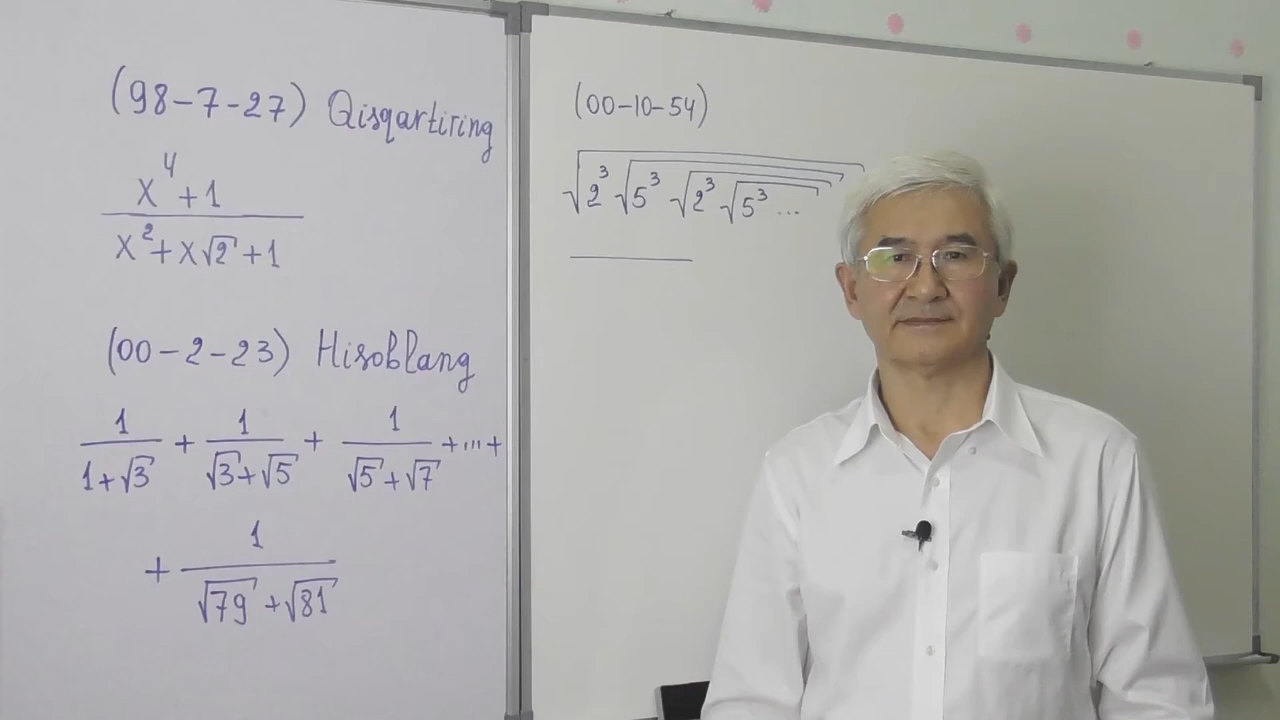 (98-7-27) Qisqartiring
x⁴+1
x²+x√2+1
(00-2-23) Hisoblang
1/(1+√3) + 1/(√3+√5) + 1/(√5+√7) +...+
+ 1/(√79+√81)
(00-10-54)
√2³√5³√2³√5³...